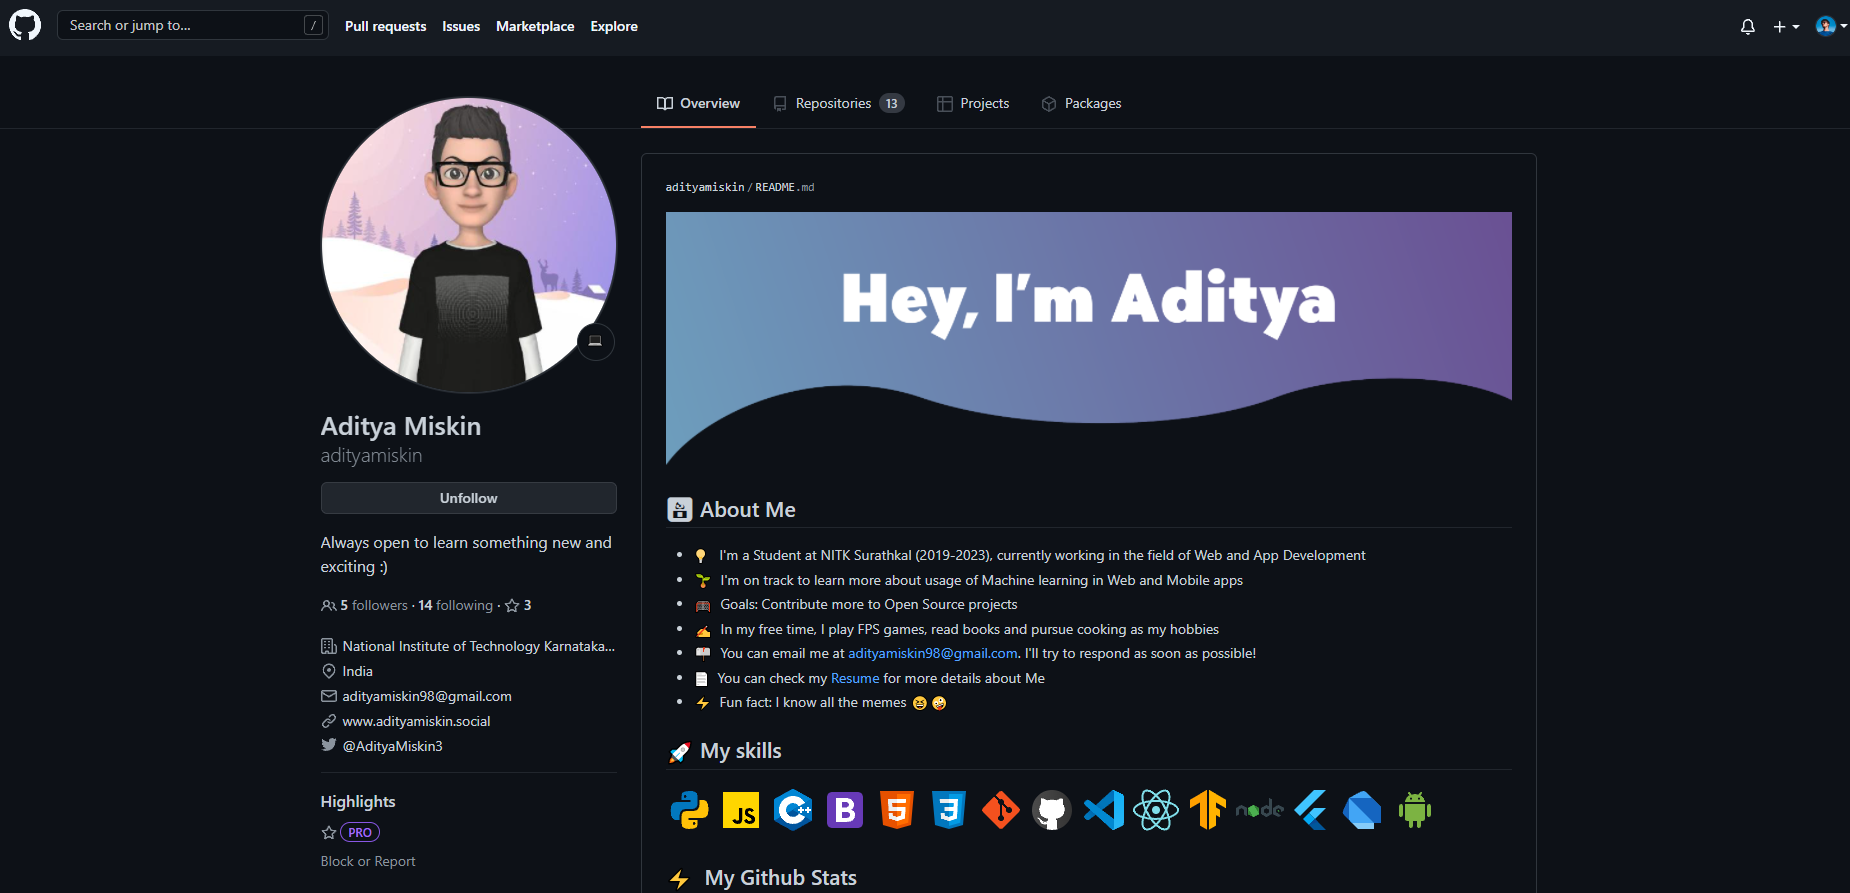 Search or jump to... /
Pull requests Issues Marketplace Explore
Overview Repositories 13 Projects Packages
Aditya Miskin
adityamiskin
Unfollow
Always open to learn something new and
exciting :)
5 followers · 14 following · 3
National Institute of Technology Karnataka...
India
adityamiskin98@gmail.com
www.adityamiskin.social
@AdityaMiskin3
Highlights
PRO
Block or Report
adityamiskin/README.md
Hey, I'm Aditya
About Me
I'm a Student at NITK Surathkal (2019-2023), currently working in the field of Web and App Development
I'm on track to learn more about usage of Machine learning in Web and Mobile apps
Goals: Contribute more to Open Source projects
In my free time, I play FPS games, read books and pursue cooking as my hobbies
You can email me at adityamiskin98@gmail.com. I'll try to respond as soon as possible!
You can check my Resume for more details about Me
Fun fact: I know all the memes
My skills
JS C++ B 5 3 node
My Github Stats